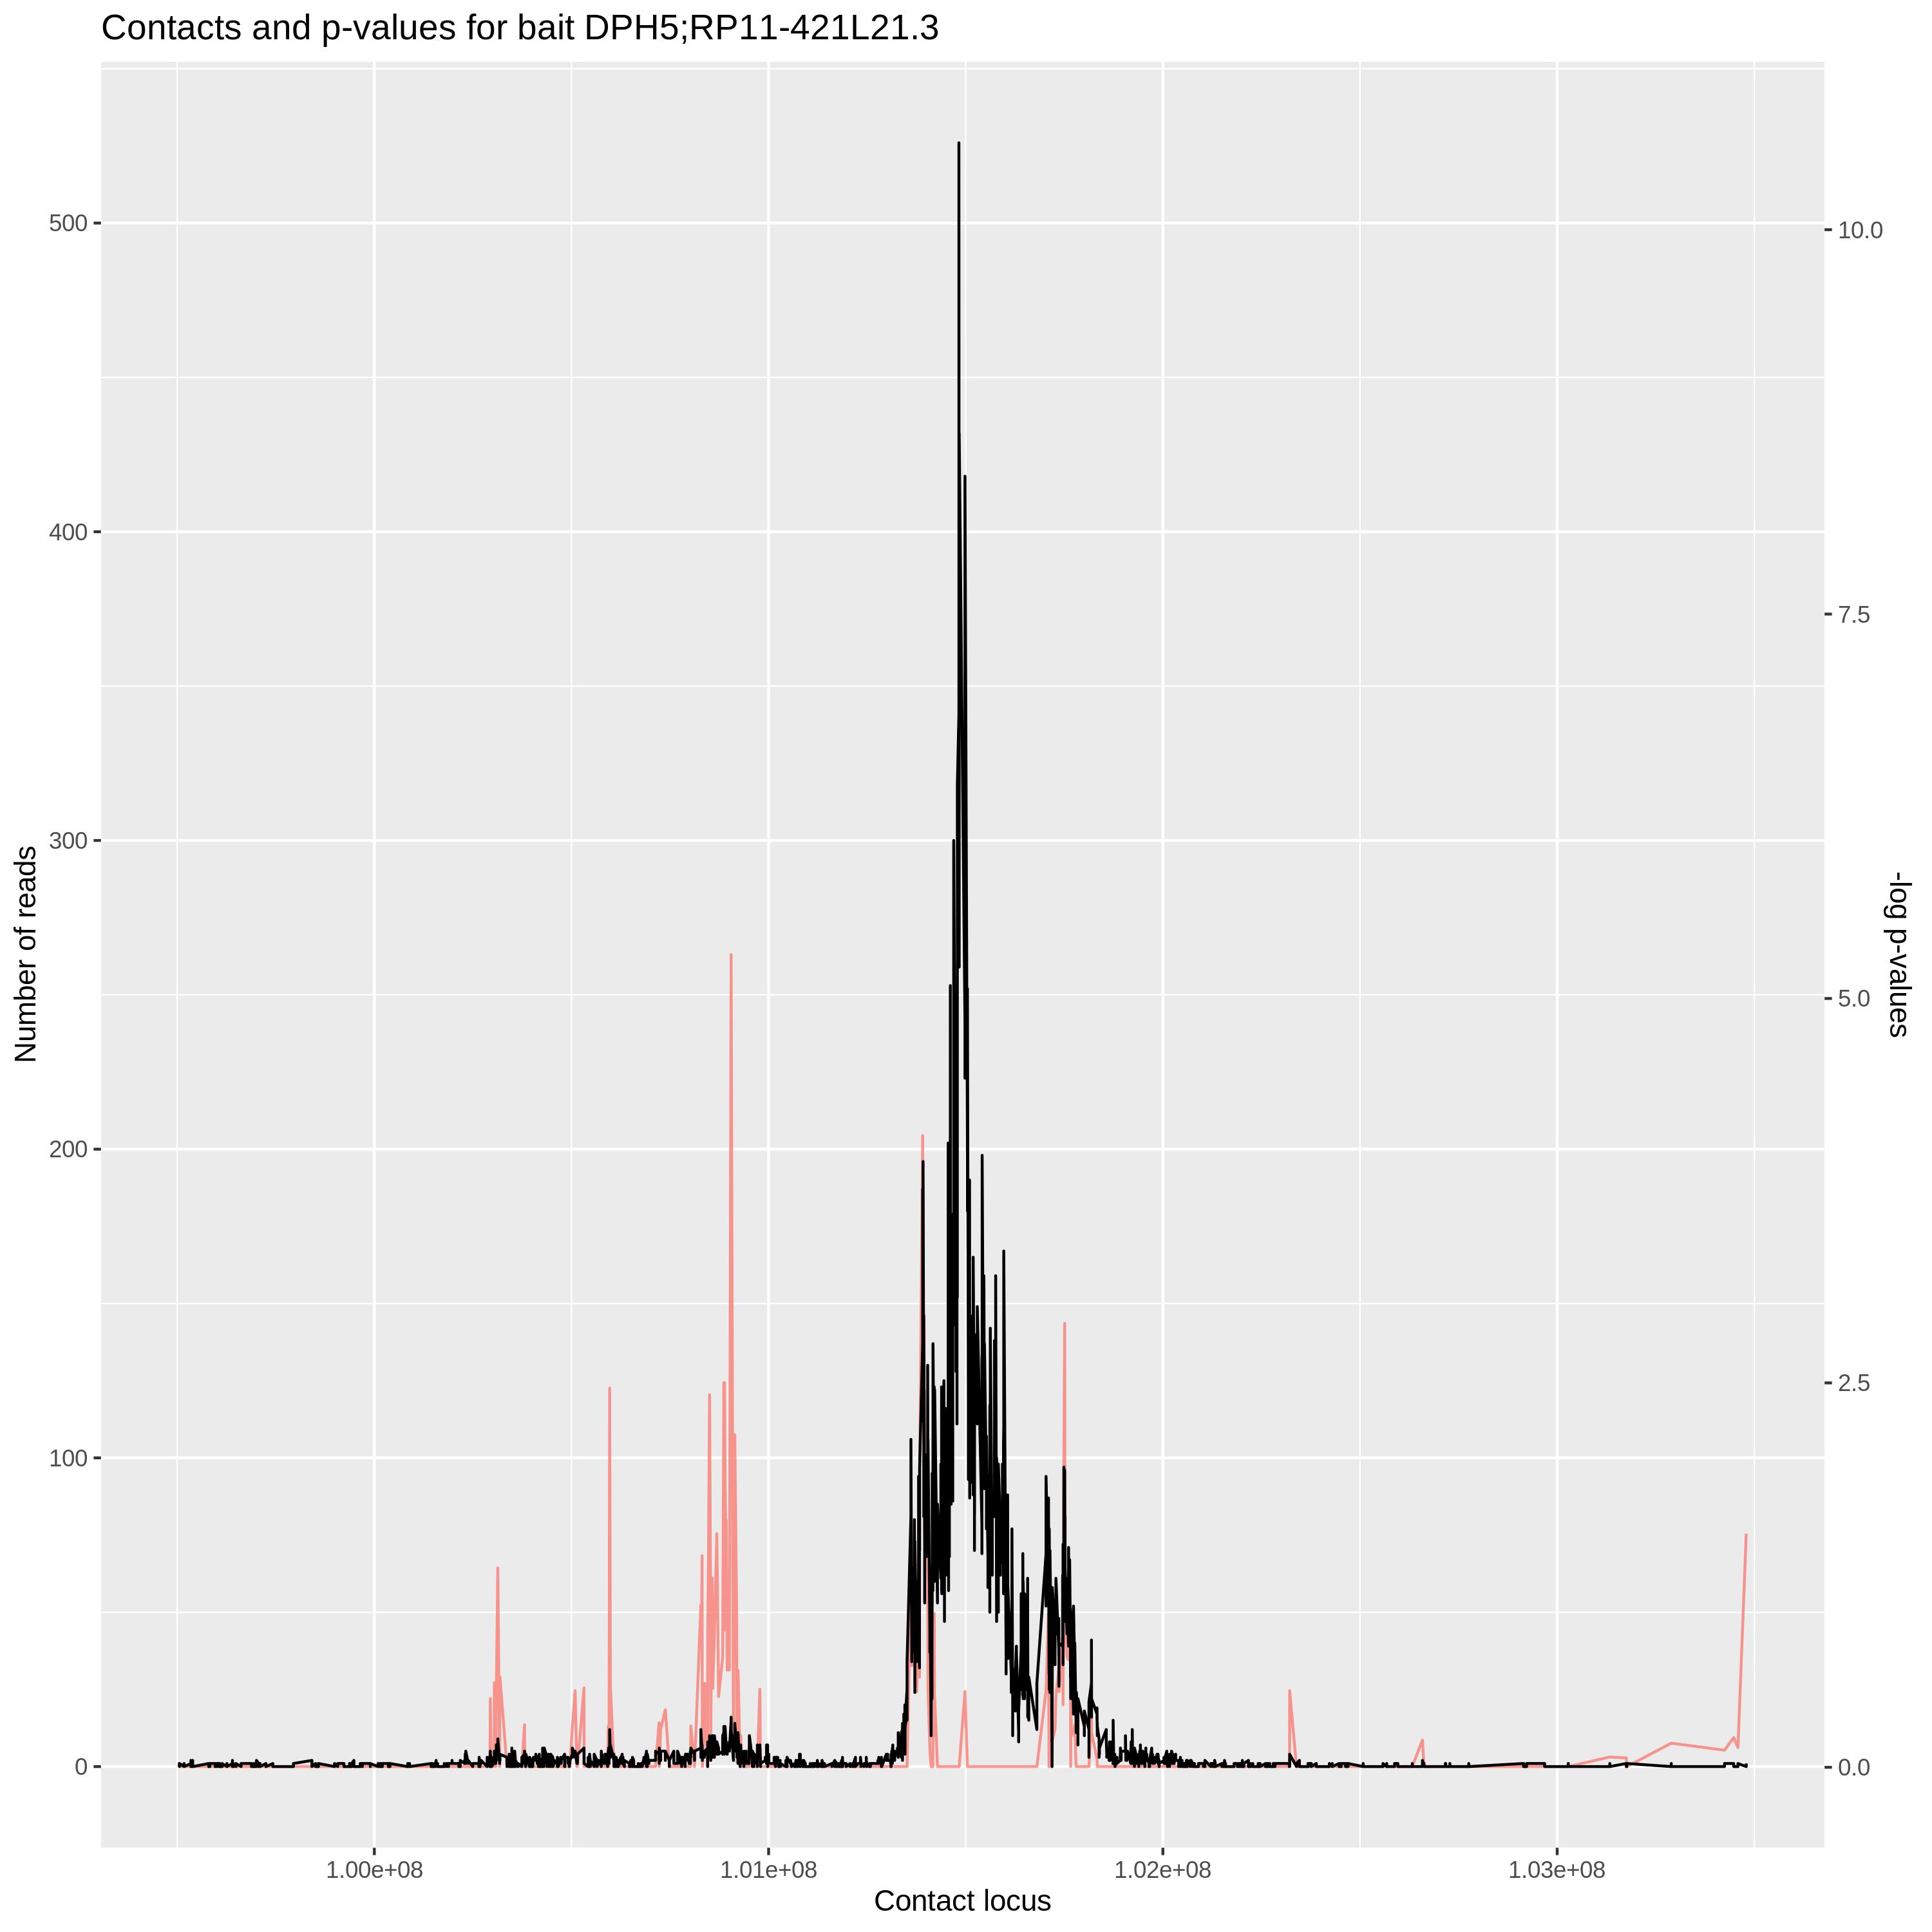 Contacts and p-values for bait DPH5;RP11-421L21.3
Number of reads
500
400
300
200
100
0
10.0
7.5
5.0
2.5
0.0
-log p-values
1.00e+08
1.01e+08
1.02e+08
1.03e+08
Contact locus